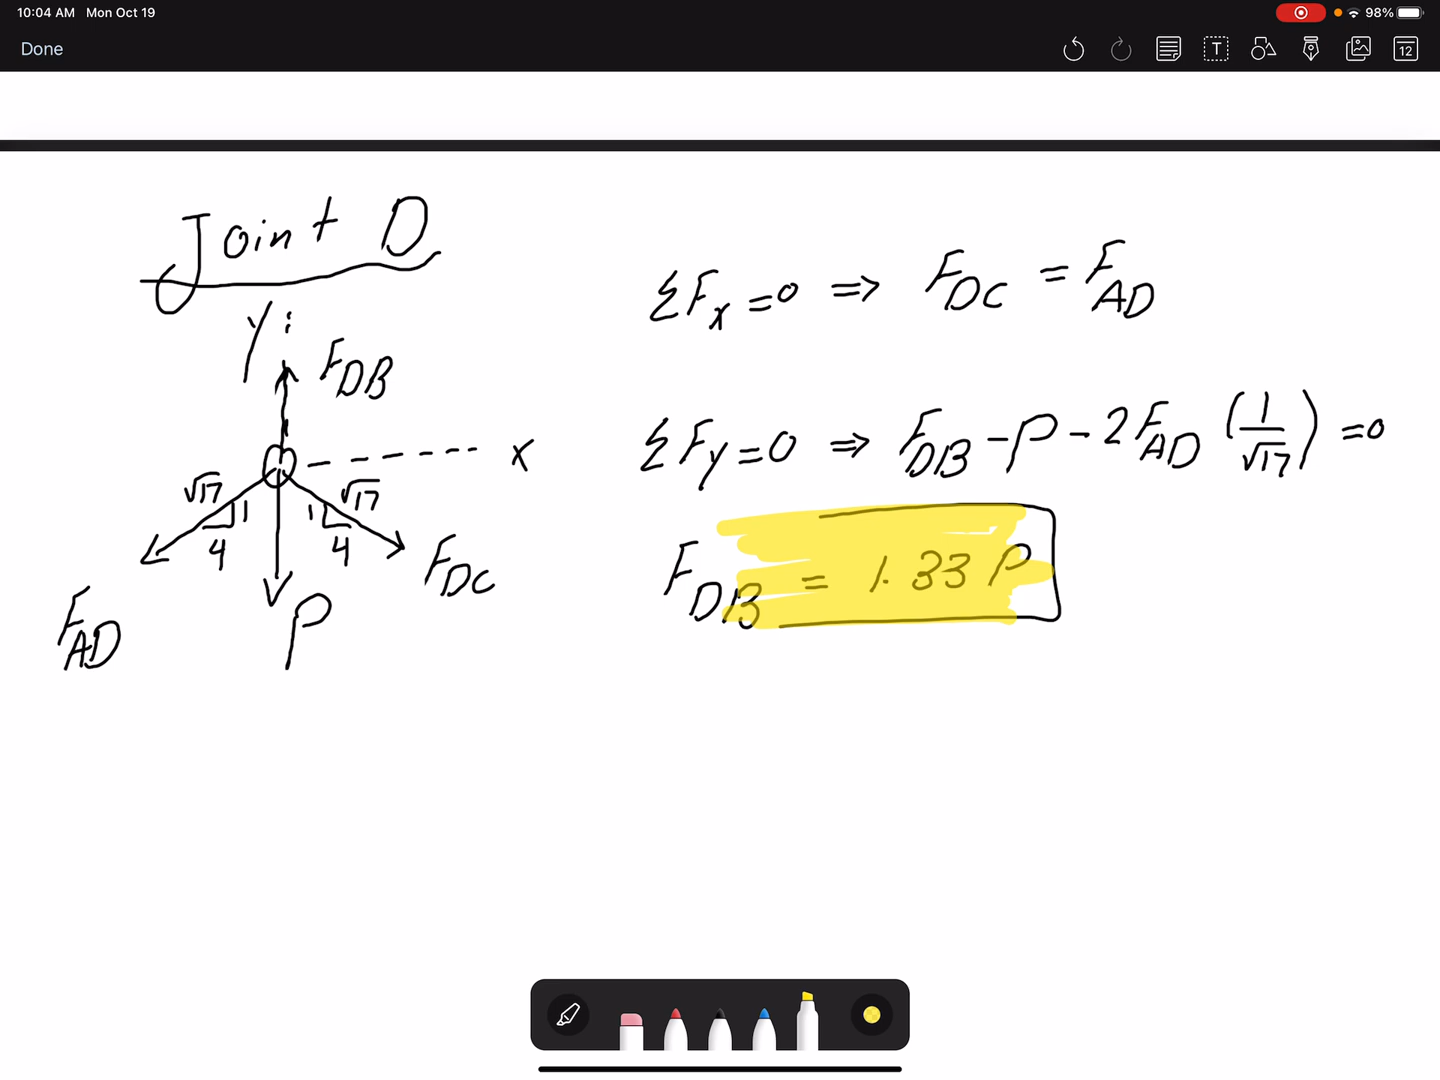 10:04 AM Mon Oct 19
98%
Done
T
12
Joint D
y
F_DB
x
√17 1 4
1 √17 4
F_AD
P
F_DC
ΣF_x = 0 ⇒ F_DC = F_AD
ΣF_y = 0 ⇒ F_DB - P - 2F_AD (1/√17) = 0
F_DB = 1.33 P